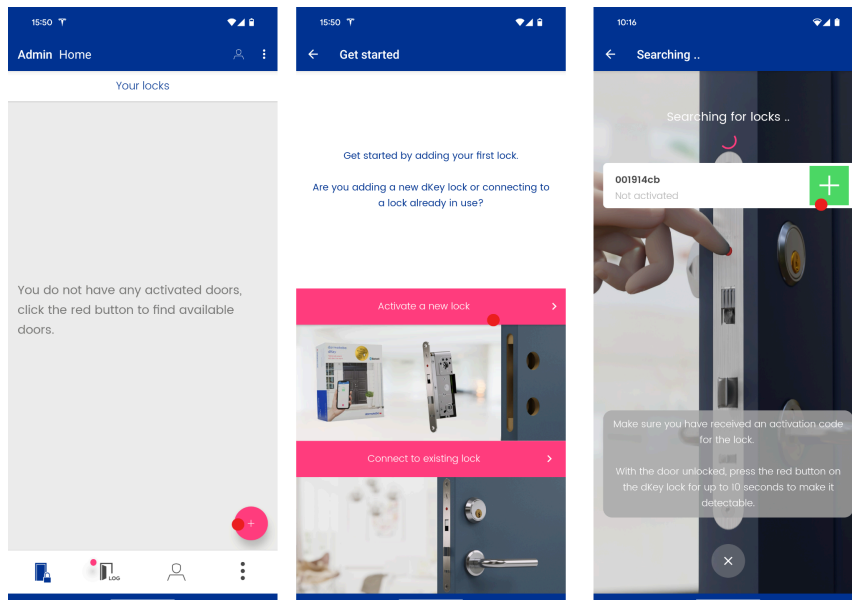 15:50
Admin Home
Your locks
You do not have any activated doors,
click the red button to find available
doors.
+
LOG
15:50
Get started
Get started by adding your first lock.
Are you adding a new dKey lock or connecting to
a lock already in use?
Activate a new lock
dKey
Connect to existing lock
10:16
Searching ..
Searching for locks ..
001914cb
Not activated
Make sure you have received an activation code
for the lock.
With the door unlocked, press the red button on
the dKey lock for up to 10 seconds to make it
detectable.